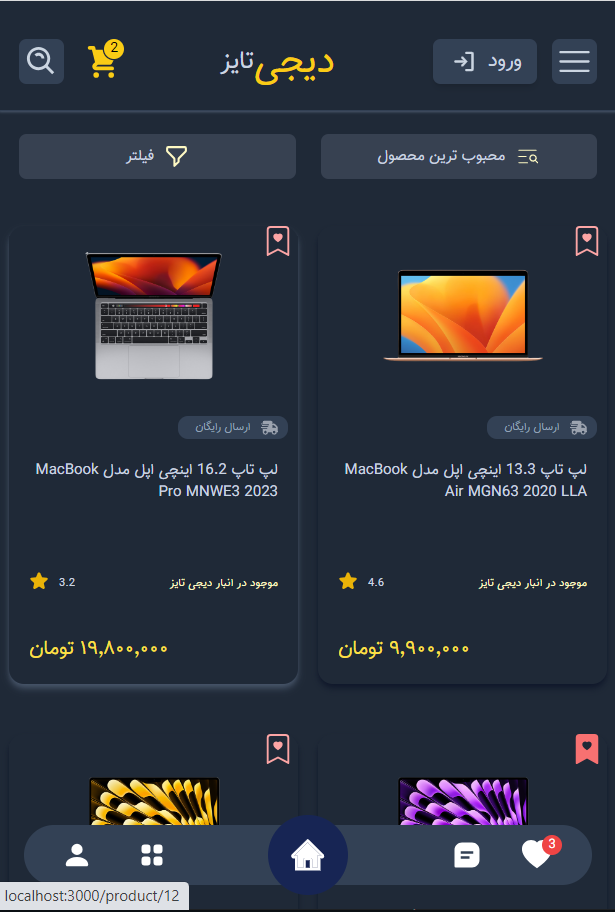 ورود
دیجی تایز
2
محبوب ترین محصول
فیلتر
ارسال رایگان
لپ تاپ 13.3 اینچی اپل مدل MacBook
Air MGN63 2020 LLA
موجود در انبار دیجی تایز
4.6
۹,۹۰۰,۰۰۰ تومان
ارسال رایگان
لپ تاپ 16.2 اینچی اپل مدل MacBook
Pro MNWE3 2023
موجود در انبار دیجی تایز
3.2
۱۹,۸۰۰,۰۰۰ تومان
3
localhost:3000/product/12